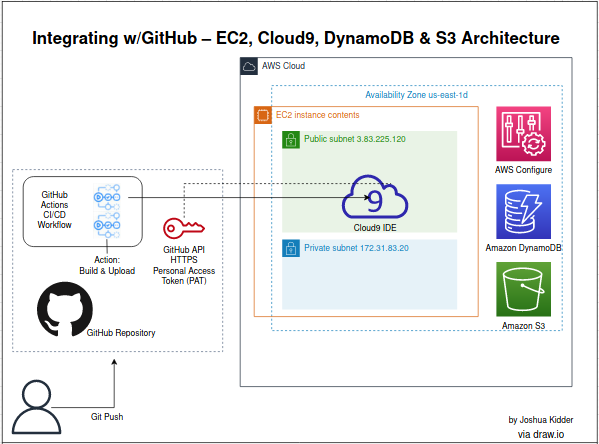 Integrating w/GitHub – EC2, Cloud9, DynamoDB & S3 Architecture
AWS Cloud
Availability Zone us-east-1d
EC2 instance contents
Public subnet 3.83.225.120
9
Cloud9 IDE
Private subnet 172.31.83.20
AWS Configure
Amazon DynamoDB
Amazon S3
GitHub
Actions
CI/CD
Workflow
Action:
Build & Upload
GitHub API
HTTPS
Personal Access
Token (PAT)
GitHub Repository
Git Push
by Joshua Kidder
via draw.io